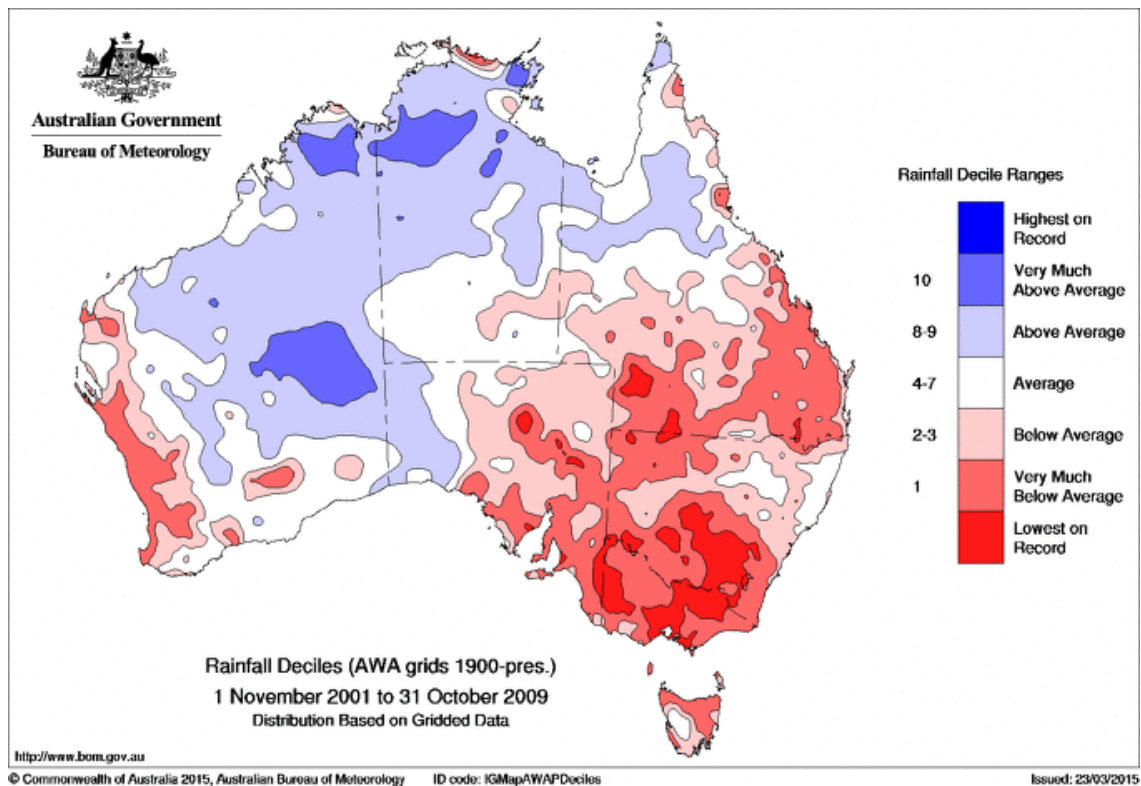 Australian Government
Bureau of Meteorology
Rainfall Decile Ranges
Highest on
Record
10
Very Much
Above Average
8-9
Above Average
4-7
Average
2-3
Below Average
1
Very Much
Below Average
Lowest on
Record
Rainfall Deciles (AWA grids 1900-pres.)
1 November 2001 to 31 October 2009
Distribution Based on Gridded Data
http://www.bom.gov.au
© Commonwealth of Australia 2015, Australian Bureau of Meteorology ID code: IGMapAWAPDeciles Issued: 23/03/2015